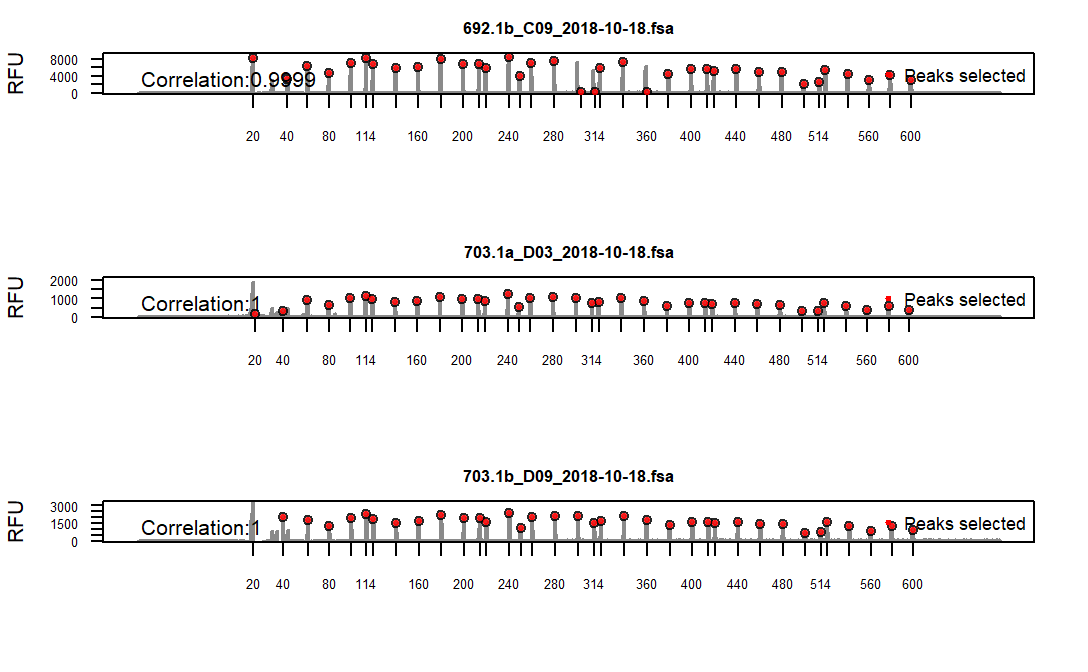 692.1b_C09_2018-10-18.fsa
RFU
8000
4000
0
Correlation:0.9999
Peaks selected
20 40 80 114 160 200 240 280 314 360 400 440 480 514 560 600
703.1a_D03_2018-10-18.fsa
RFU
2000
1000
0
Correlation:1
Peaks selected
20 40 80 114 160 200 240 280 314 360 400 440 480 514 560 600
703.1b_D09_2018-10-18.fsa
RFU
3000
1500
0
Correlation:1
Peaks selected
20 40 80 114 160 200 240 280 314 360 400 440 480 514 560 600